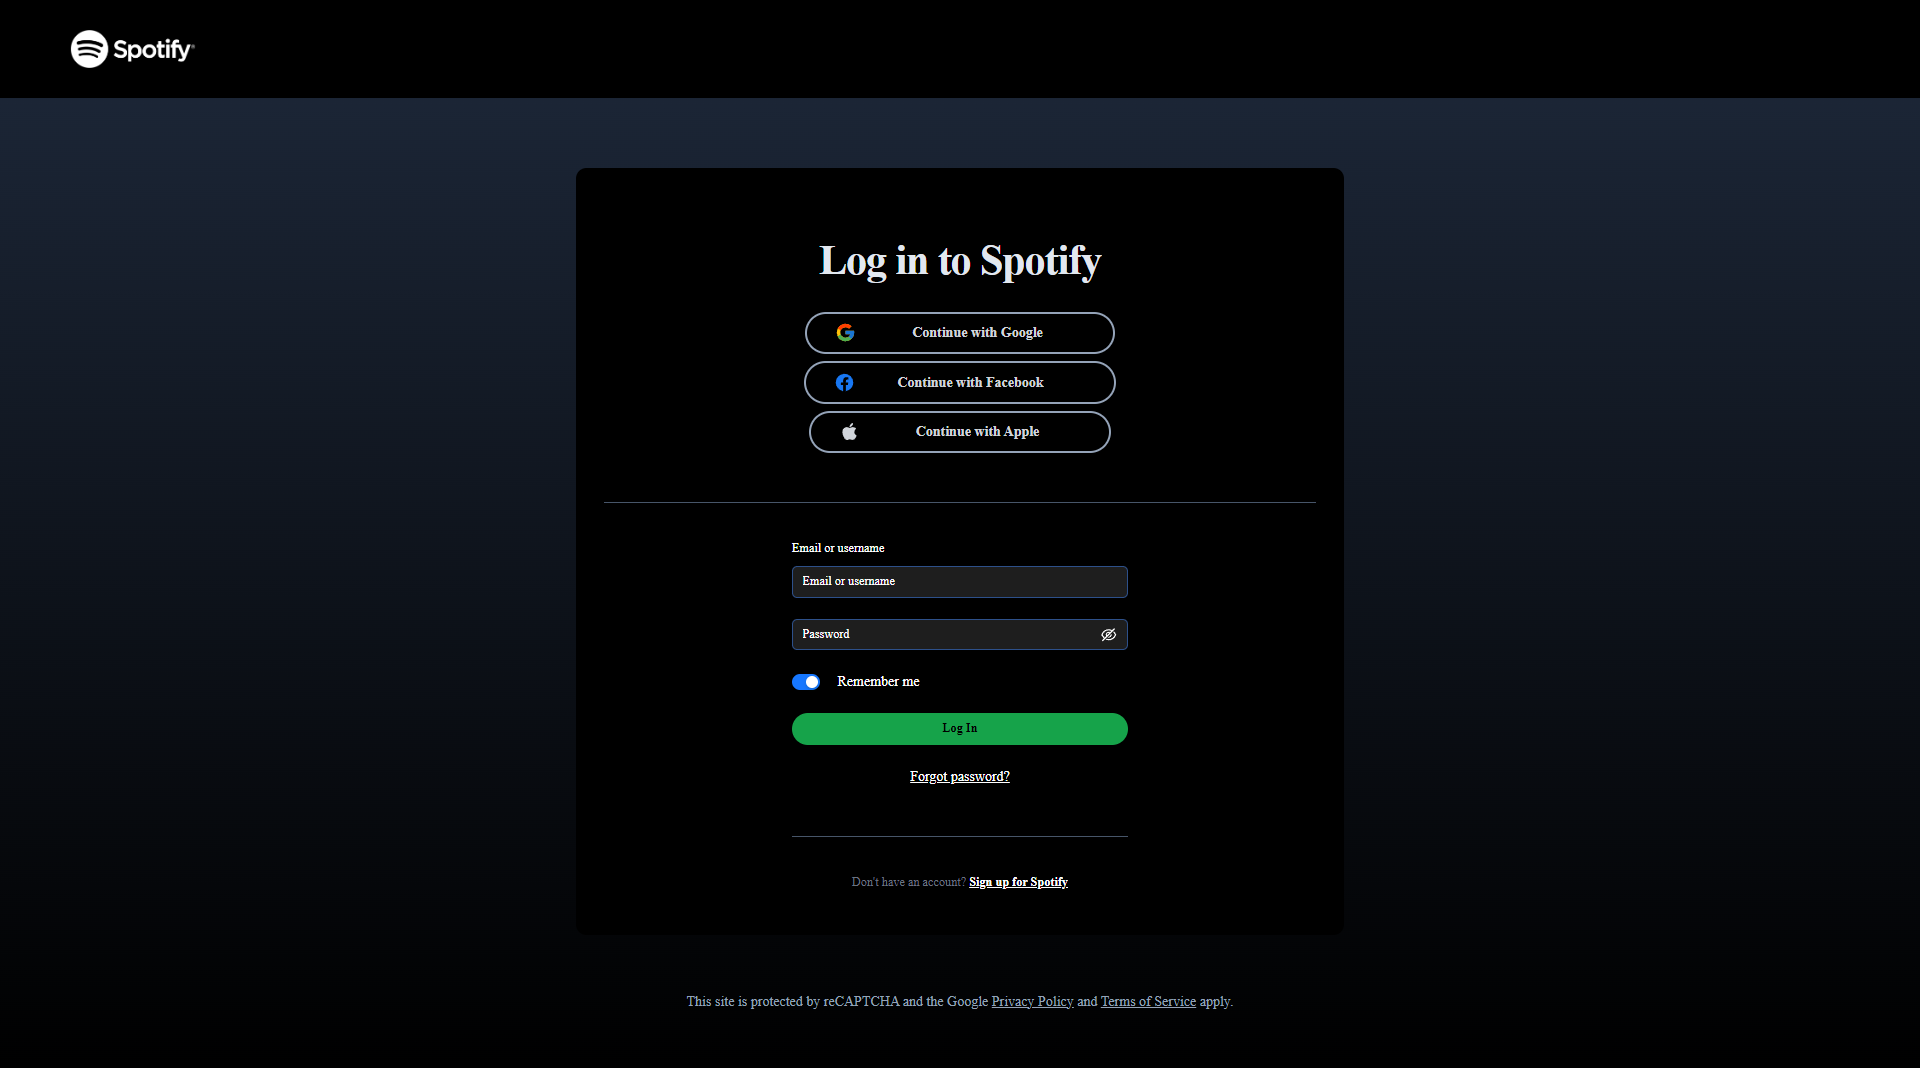 Spotify
Log in to Spotify
Continue with Google
Continue with Facebook
Continue with Apple
Email or username
Email or username
Password
Remember me
Log In
Forgot password?
Don't have an account? Sign up for Spotify
This site is protected by reCAPTCHA and the Google Privacy Policy and Terms of Service apply.